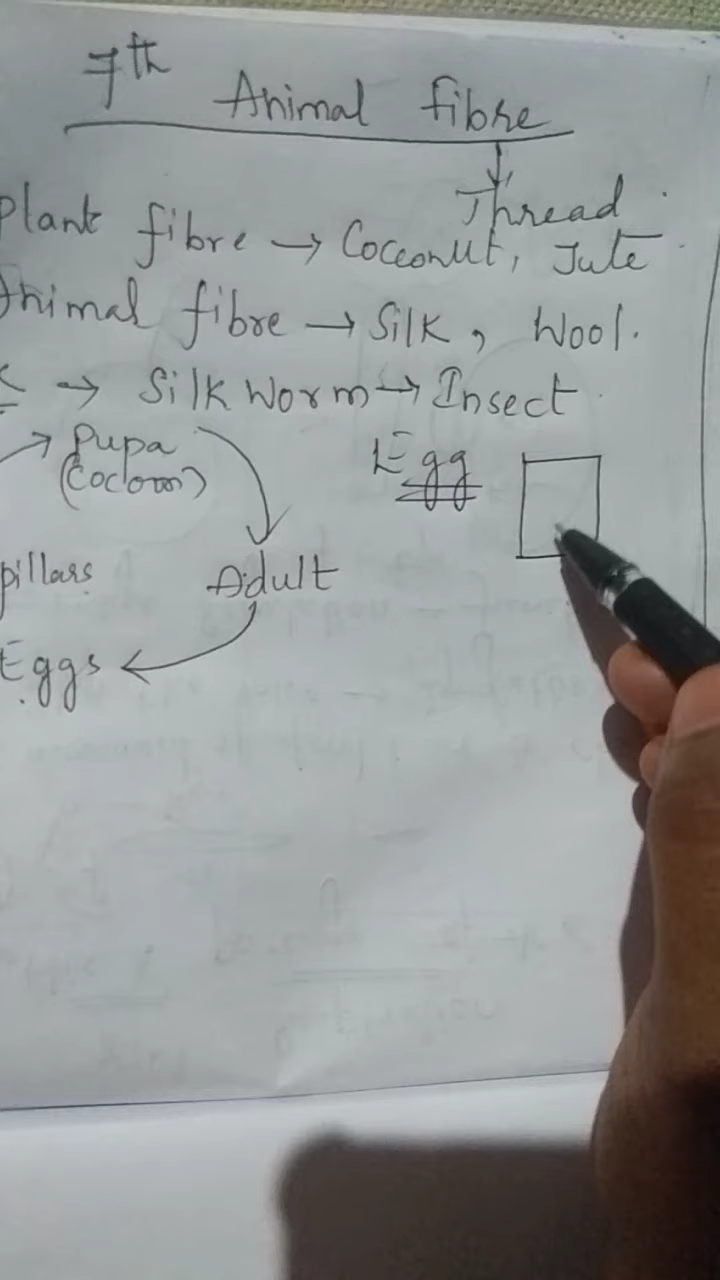 7th Animal fibre
Thread
Plant fibre → Coconut, Jute
Animal fibre → Silk, Wool.
→ Silk Worm → Insect
Pupa
(Cocoon)
Egg
pillars
Adult
Eggs